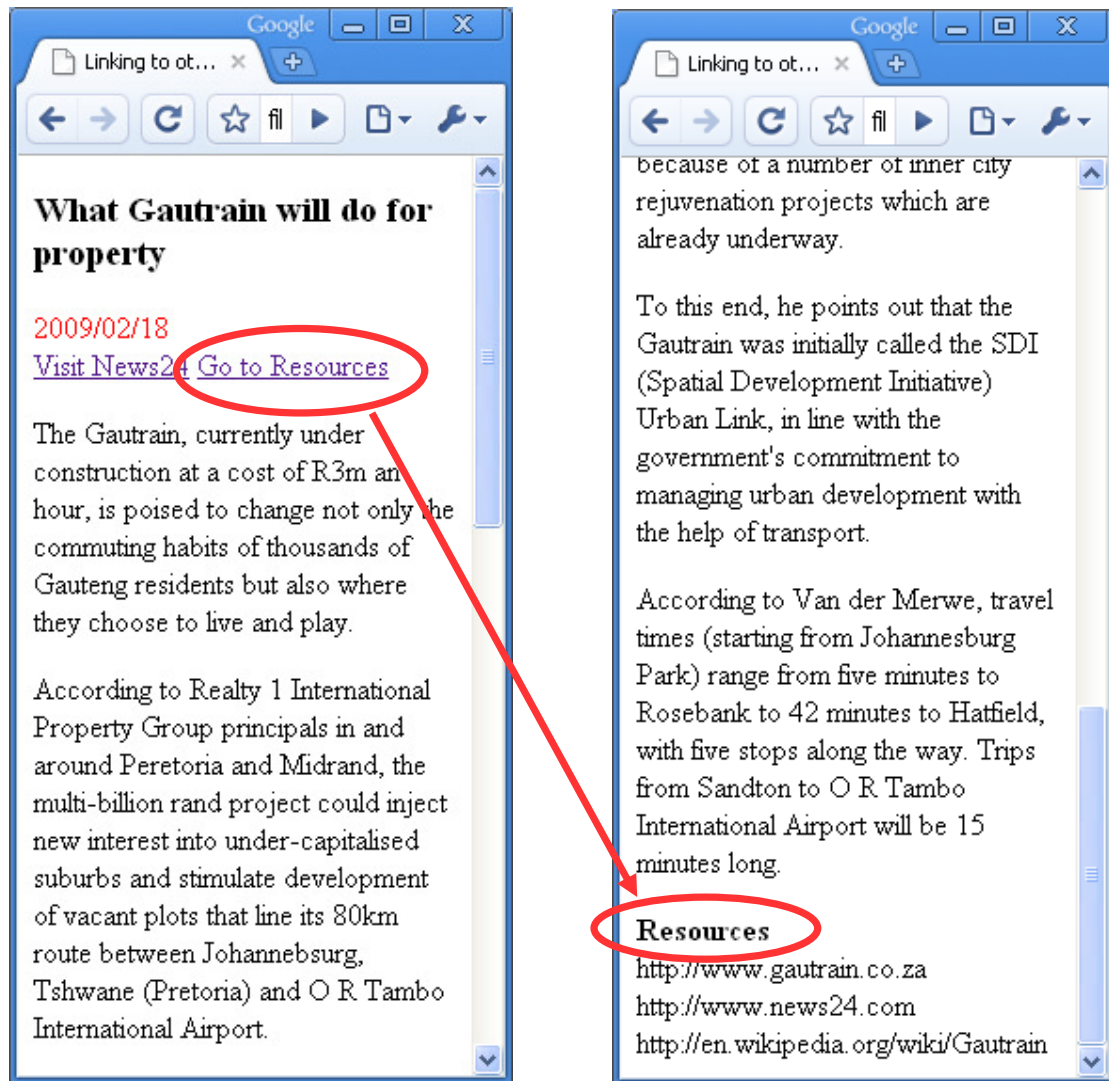 Google
Linking to ot...
fil
What Gautrain will do for
property
2009/02/18
Visit News24 Go to Resources
The Gautrain, currently under
construction at a cost of R3m an
hour, is poised to change not only the
commuting habits of thousands of
Gauteng residents but also where
they choose to live and play.
According to Realty 1 International
Property Group principals in and
around Peretoria and Midrand, the
multi-billion rand project could inject
new interest into under-capitalised
suburbs and stimulate development
of vacant plots that line its 80km
route between Johannebsurg,
Tshwane (Pretoria) and O R Tambo
International Airport.
Google
Linking to ot...
fil
because of a number of inner city
rejuvenation projects which are
already underway.
To this end, he points out that the
Gautrain was initially called the SDI
(Spatial Development Initiative)
Urban Link, in line with the
government's commitment to
managing urban development with
the help of transport.
According to Van der Merwe, travel
times (starting from Johannesburg
Park) range from five minutes to
Rosebank to 42 minutes to Hatfield,
with five stops along the way. Trips
from Sandton to O R Tambo
International Airport will be 15
minutes long.
Resources
http://www.gautrain.co.za
http://www.news24.com
http://en.wikipedia.org/wiki/Gautrain